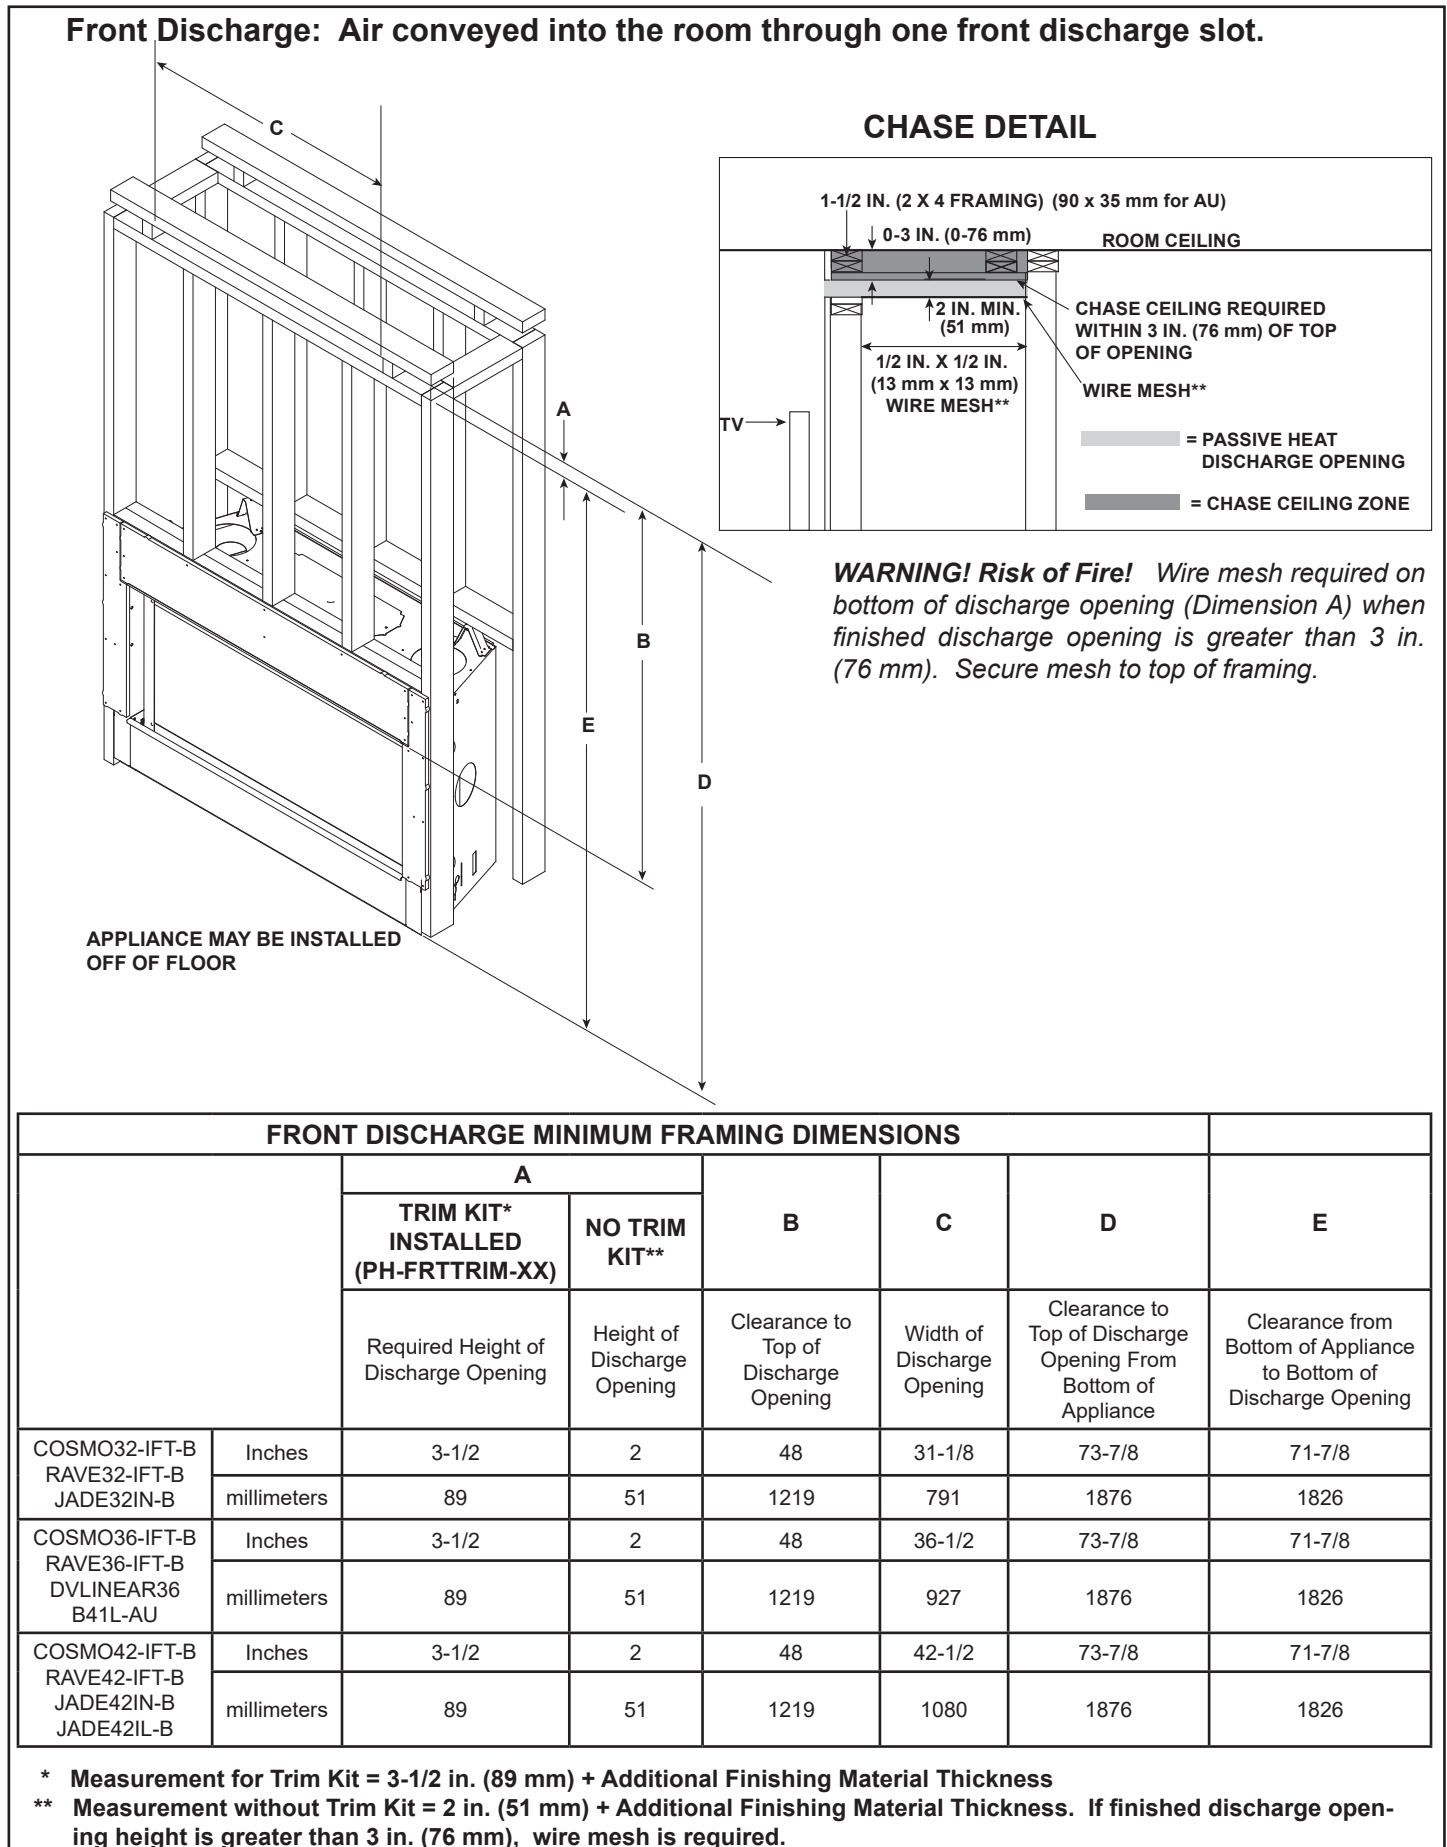 Front Discharge: Air conveyed into the room through one front discharge slot.
C
A
B
E
D
APPLIANCE MAY BE INSTALLED
OFF OF FLOOR
CHASE DETAIL
1-1/2 IN. (2 X 4 FRAMING) (90 x 35 mm for AU)
0-3 IN. (0-76 mm)
ROOM CEILING
2 IN. MIN.
(51 mm)
CHASE CEILING REQUIRED
WITHIN 3 IN. (76 mm) OF TOP
OF OPENING
1/2 IN. X 1/2 IN.
(13 mm x 13 mm)
WIRE MESH**
WIRE MESH**
TV
= PASSIVE HEAT
DISCHARGE OPENING
= CHASE CEILING ZONE
WARNING! Risk of Fire! Wire mesh required on
bottom of discharge opening (Dimension A) when
finished discharge opening is greater than 3 in.
(76 mm). Secure mesh to top of framing.
FRONT DISCHARGE MINIMUM FRAMING DIMENSIONS
A
TRIM KIT*
INSTALLED
(PH-FRTTRIM-XX)
NO TRIM
KIT**
B
C
D
E
Required Height of
Discharge Opening
Height of
Discharge
Opening
Clearance to
Top of
Discharge
Opening
Width of
Discharge
Opening
Clearance to
Top of Discharge
Opening From
Bottom of
Appliance
Clearance from
Bottom of Appliance
to Bottom of
Discharge Opening
COSMO32-IFT-B
RAVE32-IFT-B
JADE32IN-B
Inches 3-1/2 2 48 31-1/8 73-7/8 71-7/8
millimeters 89 51 1219 791 1876 1826
COSMO36-IFT-B
RAVE36-IFT-B
DVLINEAR36
B41L-AU
Inches 3-1/2 2 48 36-1/2 73-7/8 71-7/8
millimeters 89 51 1219 927 1876 1826
COSMO42-IFT-B
RAVE42-IFT-B
JADE42IN-B
JADE42IL-B
Inches 3-1/2 2 48 42-1/2 73-7/8 71-7/8
millimeters 89 51 1219 1080 1876 1826
* Measurement for Trim Kit = 3-1/2 in. (89 mm) + Additional Finishing Material Thickness
** Measurement without Trim Kit = 2 in. (51 mm) + Additional Finishing Material Thickness. If finished discharge open-
ing height is greater than 3 in. (76 mm), wire mesh is required.